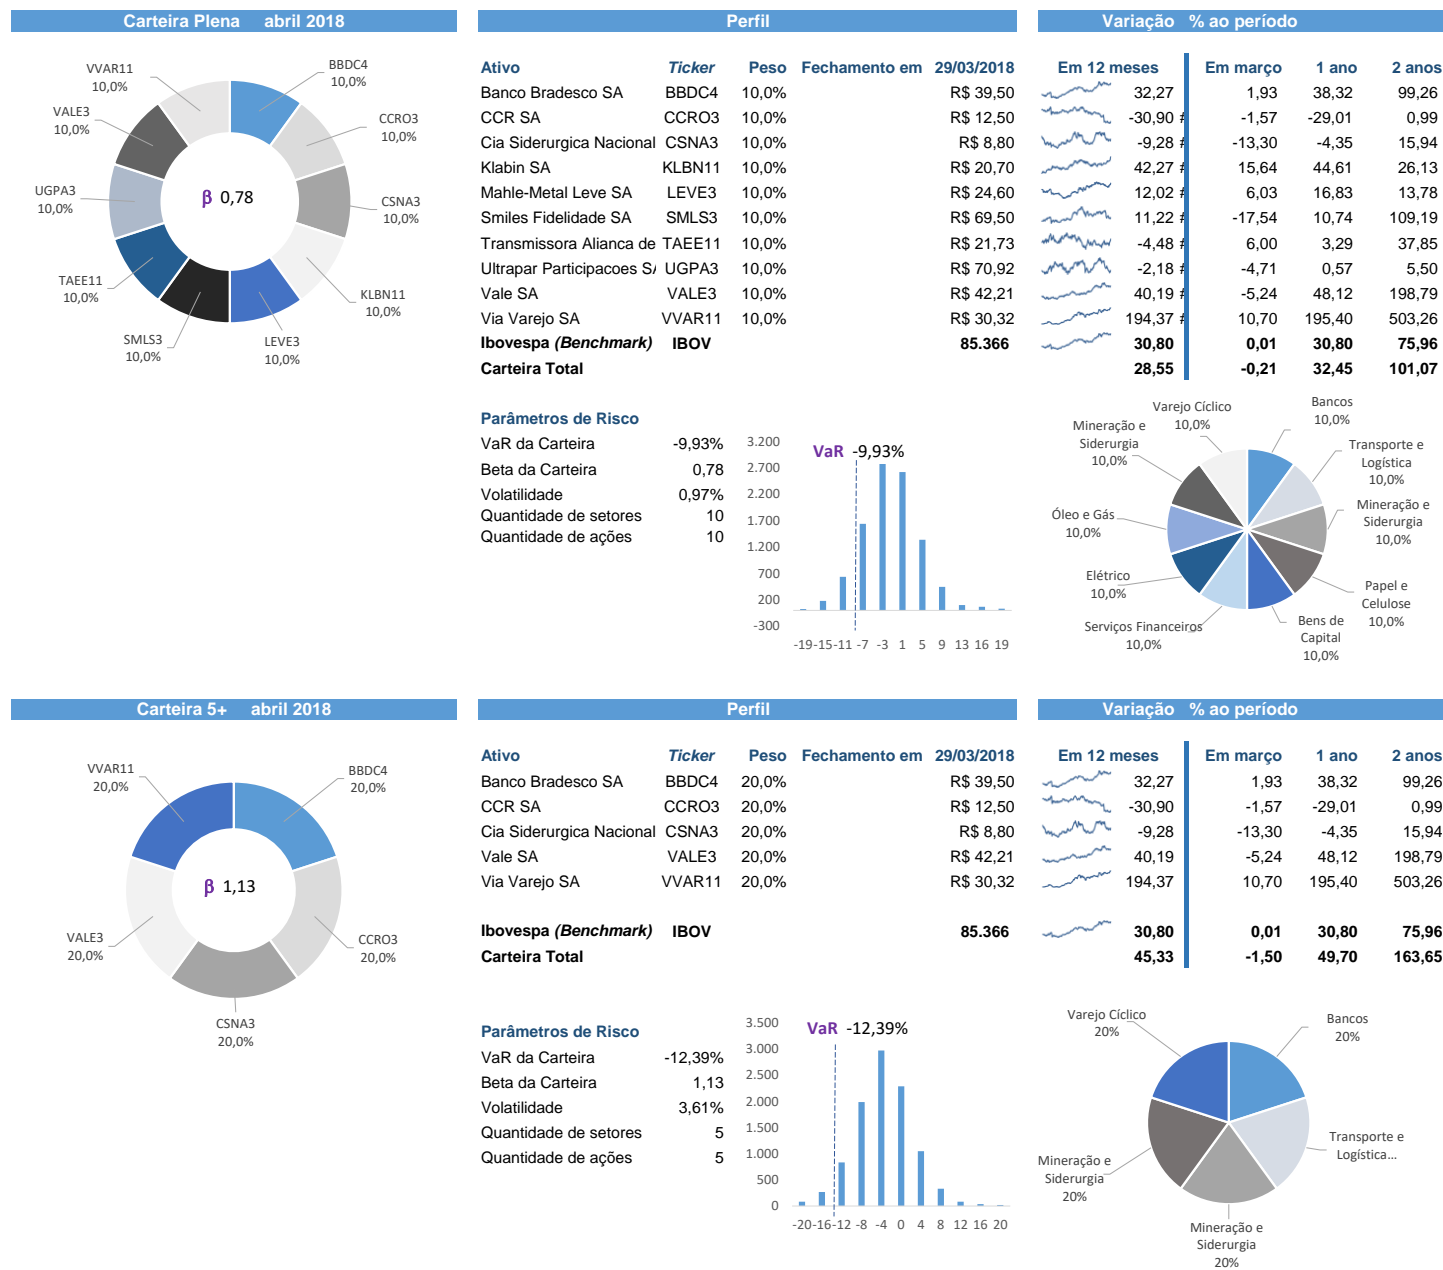 Carteira Plena abril 2018
Perfil
Variação % ao período
VVAR11
10,0%
BBDC4
10,0%
VALE3
10,0%
CCRO3
10,0%
UGPA3
10,0%
β 0,78
CSNA3
10,0%
TAEE11
10,0%
KLBN11
10,0%
SMLS3
10,0%
LEVE3
10,0%
Ativo Ticker Peso Fechamento em 29/03/2018 Em 12 meses Em março 1 ano 2 anos
Banco Bradesco SA BBDC4 10,0% R$ 39,50 32,27 1,93 38,32 99,26
CCR SA CCRO3 10,0% R$ 12,50 -30,90 # -1,57 -29,01 0,99
Cia Siderurgica Nacional CSNA3 10,0% R$ 8,80 -9,28 # -13,30 -4,35 15,94
Klabin SA KLBN11 10,0% R$ 20,70 42,27 # 15,64 44,61 26,13
Mahle-Metal Leve SA LEVE3 10,0% R$ 24,60 12,02 # 6,03 16,83 13,78
Smiles Fidelidade SA SMLS3 10,0% R$ 69,50 11,22 # -17,54 10,74 109,19
Transmissora Alianca de TAEE11 10,0% R$ 21,73 -4,48 # 6,00 3,29 37,85
Ultrapar Participacoes SA UGPA3 10,0% R$ 70,92 -2,18 # -4,71 0,57 5,50
Vale SA VALE3 10,0% R$ 42,21 40,19 # -5,24 48,12 198,79
Via Varejo SA VVAR11 10,0% R$ 30,32 194,37 # 10,70 195,40 503,26
Ibovespa (Benchmark) IBOV 85.366 30,80 0,01 30,80 75,96
Carteira Total 28,55 -0,21 32,45 101,07
Parâmetros de Risco
VaR da Carteira -9,93%
Beta da Carteira 0,78
Volatilidade 0,97%
Quantidade de setores 10
Quantidade de ações 10
VaR -9,93%
3.200
2.700
2.200
1.700
1.200
700
200
-300
-19 -15 -11 -7 -3 1 5 9 13 16 19
Varejo Cíclico
10,0%
Bancos
10,0%
Mineração e
Siderurgia
10,0%
Transporte e
Logística
10,0%
Óleo e Gás
10,0%
Mineração e
Siderurgia
10,0%
Elétrico
10,0%
Papel e
Celulose
10,0%
Serviços Financeiros
10,0%
Bens de
Capital
10,0%
Carteira 5+ abril 2018
Perfil
Variação % ao período
VVAR11
20,0%
BBDC4
20,0%
β 1,13
VALE3
20,0%
CCRO3
20,0%
CSNA3
20,0%
Ativo Ticker Peso Fechamento em 29/03/2018 Em 12 meses Em março 1 ano 2 anos
Banco Bradesco SA BBDC4 20,0% R$ 39,50 32,27 1,93 38,32 99,26
CCR SA CCRO3 20,0% R$ 12,50 -30,90 -1,57 -29,01 0,99
Cia Siderurgica Nacional CSNA3 20,0% R$ 8,80 -9,28 -13,30 -4,35 15,94
Vale SA VALE3 20,0% R$ 42,21 40,19 -5,24 48,12 198,79
Via Varejo SA VVAR11 20,0% R$ 30,32 194,37 10,70 195,40 503,26
Ibovespa (Benchmark) IBOV 85.366 30,80 0,01 30,80 75,96
Carteira Total 45,33 -1,50 49,70 163,65
Parâmetros de Risco
VaR da Carteira -12,39%
Beta da Carteira 1,13
Volatilidade 3,61%
Quantidade de setores 5
Quantidade de ações 5
VaR -12,39%
3.500
3.000
2.500
2.000
1.500
1.000
500
0
-20 -16 -12 -8 -4 0 4 8 12 16 20
Varejo Cíclico
20%
Bancos
20%
Mineração e
Siderurgia
20%
Transporte e
Logística...
Mineração e
Siderurgia
20%